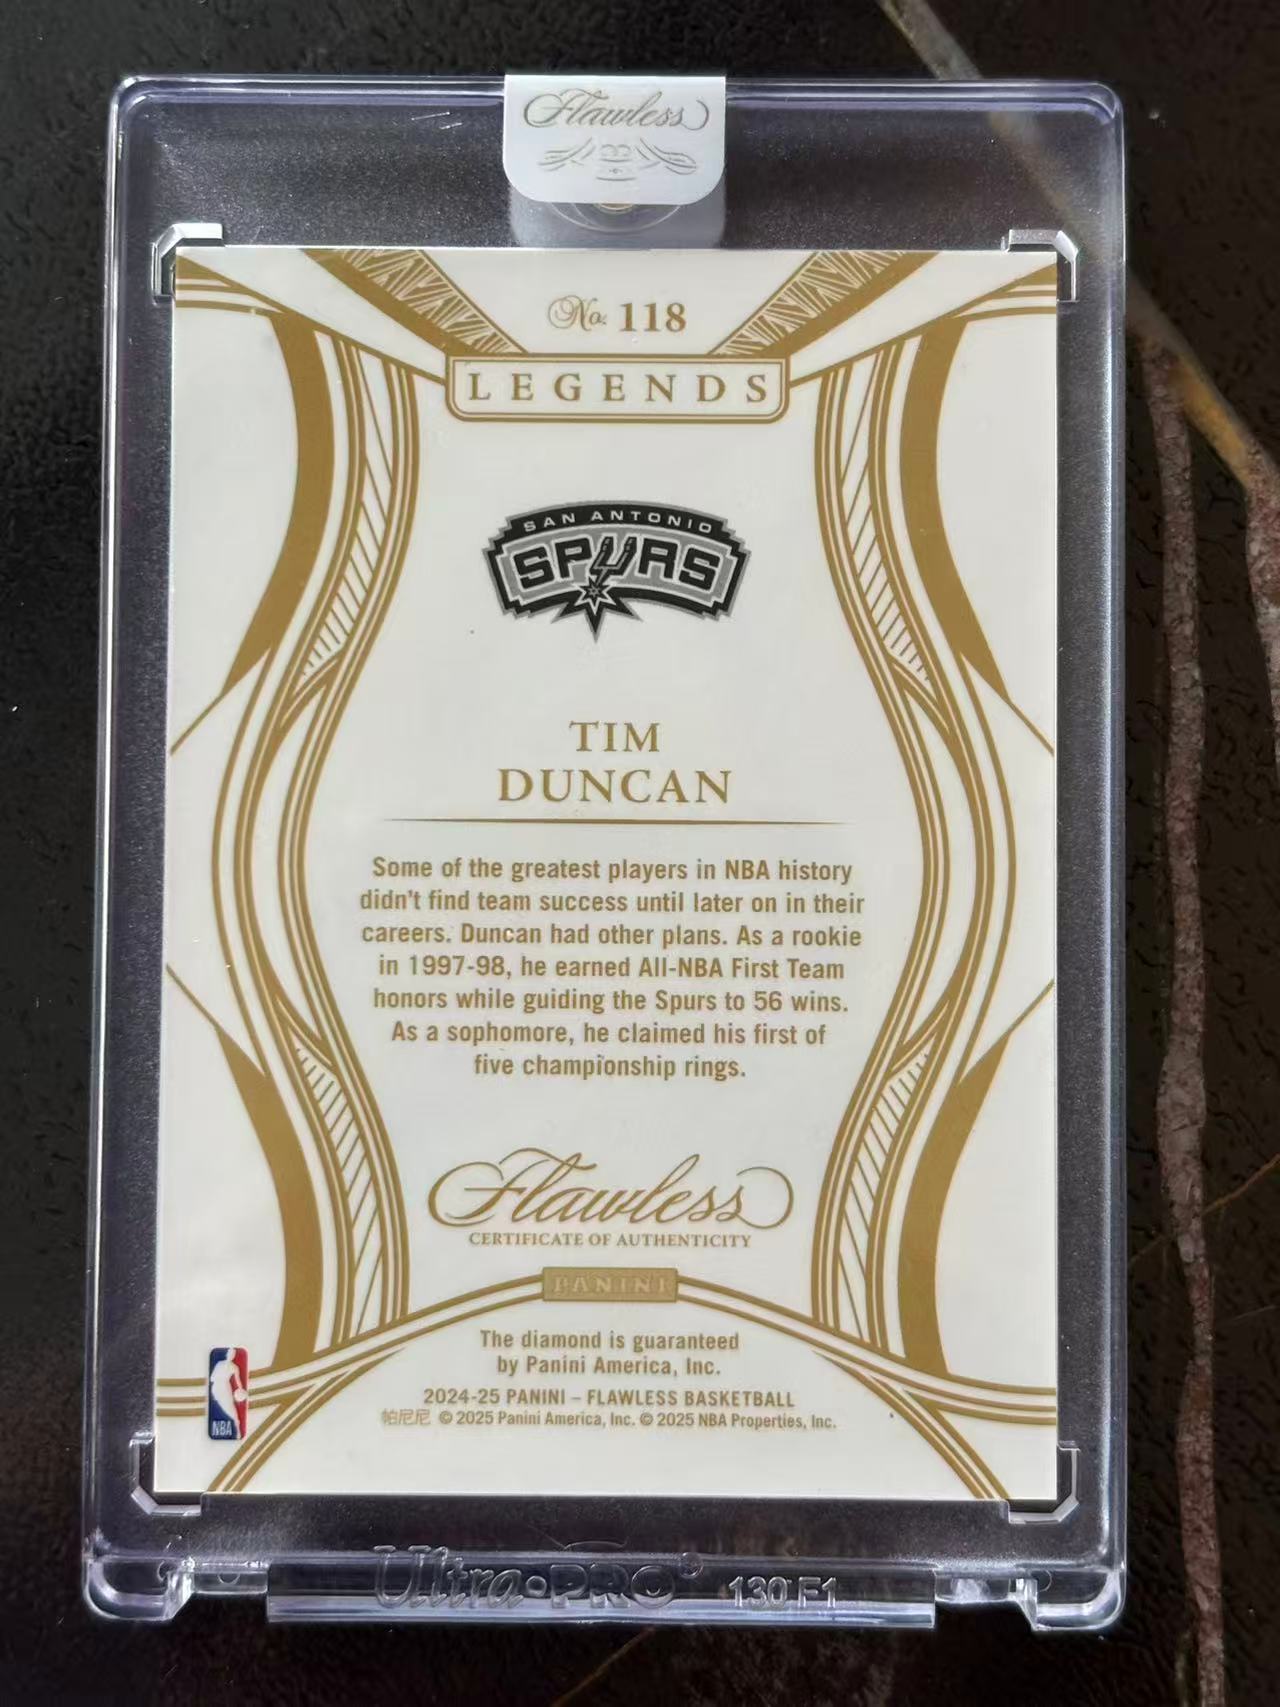 Flawless
No. 118
LEGENDS
SAN ANTONIO
SPURS
TIM
DUNCAN
Some of the greatest players in NBA history
didn't find team success until later on in their
careers. Duncan had other plans. As a rookie
in 1997-98, he earned All-NBA First Team
honors while guiding the Spurs to 56 wins.
As a sophomore, he claimed his first of
five championship rings.
Flawless
CERTIFICATE OF AUTHENTICITY
PANINI
The diamond is guaranteed
by Panini America, Inc.
2024-25 PANINI – FLAWLESS BASKETBALL
帕尼尼 © 2025 Panini America, Inc. © 2025 NBA Properties, Inc.
NBA
Ultra•PRO® 130 F1